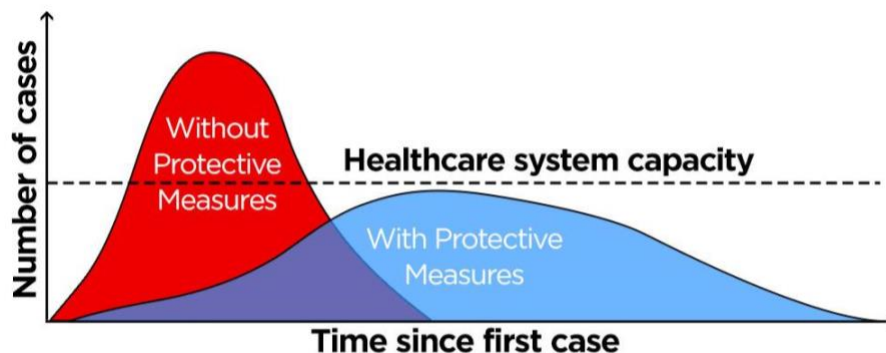 Number of cases
Without
Protective
Measures
Healthcare system capacity
With Protective
Measures
Time since first case